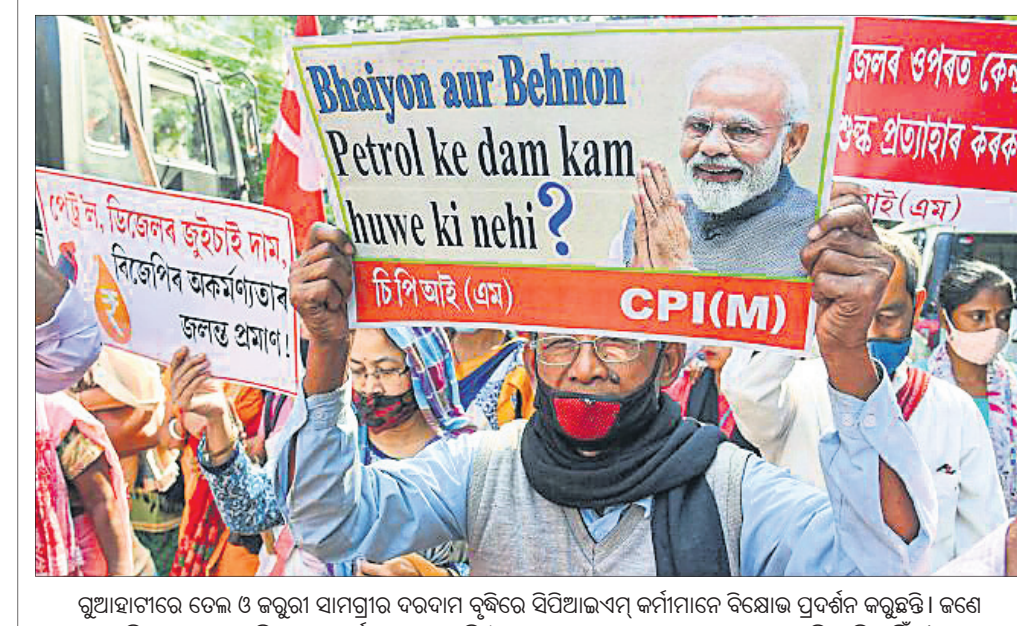 Bhaiyon aur Behnon
Petrol ke dam kam
huwe ki nehi?
চি পি আই (এম)
CPI(M)
পেট্ৰ'ল, ডিজেলৰ জুইচাই দাম,
বিজেপিৰ অকৰ্মণ্যতাৰ
জলন্ত প্ৰমাণ!
₹
জেলৰ ওপৰত কেন্দ্ৰ
শুল্ক প্ৰত্যাহাৰ কৰক
আই (এম)
ଗୁଆହାଟୀରେ ତେଲ ଓ ଜରୁରୀ ସାମଗ୍ରୀର ଦରଦାମ ବୃଦ୍ଧିରେ ସିପିଆଇଏମ୍ କର୍ମୀମାନେ ବିକ୍ଷୋଭ ପ୍ରଦର୍ଶନ କରୁଛନ୍ତି। ଜଣେ